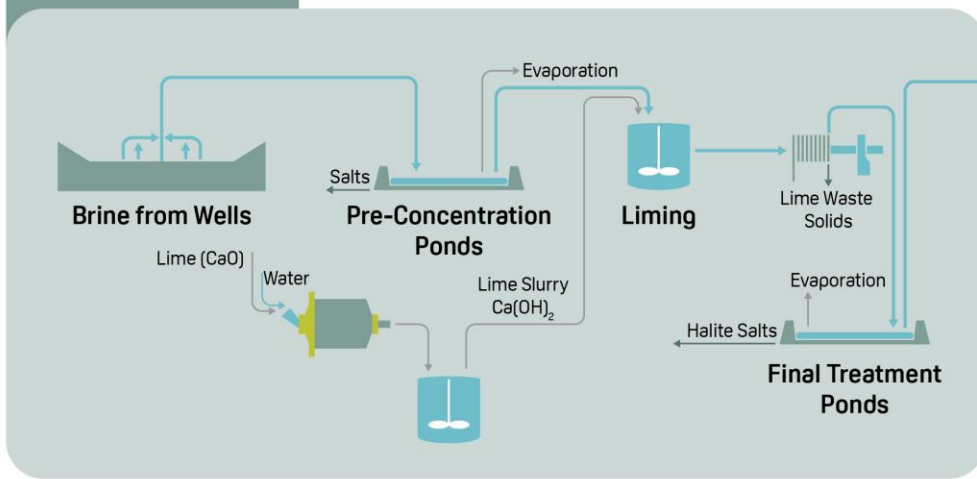 Evaporation
Salts
Brine from Wells
Pre-Concentration
Ponds
Liming
Lime Waste
Solids
Lime (CaO)
Water
Lime Slurry
Ca(OH)₂
Evaporation
Halite Salts
Final Treatment
Ponds